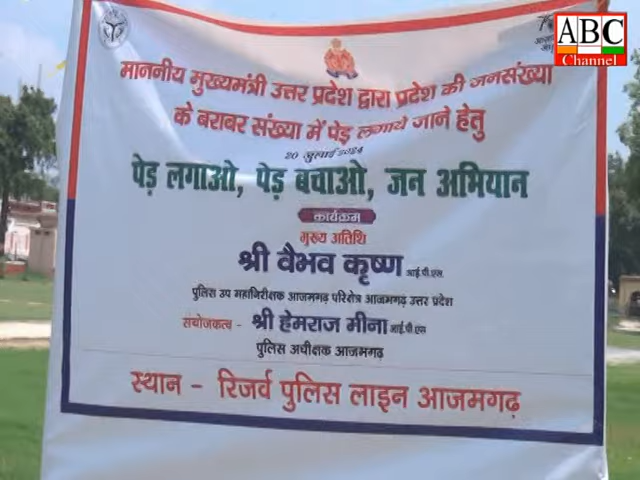 ABC
Channel
माननीय मुख्यमंत्री उत्तर प्रदेश द्वारा प्रदेश की जनसंख्या
के बराबर संख्या में पेड़ लगाये जाने हेतु
20 जुलाई 2024
पेड़ लगाओ, पेड़ बचाओ, जन अभियान
कार्यक्रम
मुख्य अतिथि
श्री वैभव कृष्ण आई.पी.एस.
पुलिस उप महानिरीक्षक आजमगढ़ परिक्षेत्र आजमगढ़ उत्तर प्रदेश
संयोजकत्व - श्री हेमराज मीना आई.पी.एस
पुलिस अधीक्षक आजमगढ़
स्थान - रिजर्व पुलिस लाइन आजमगढ़